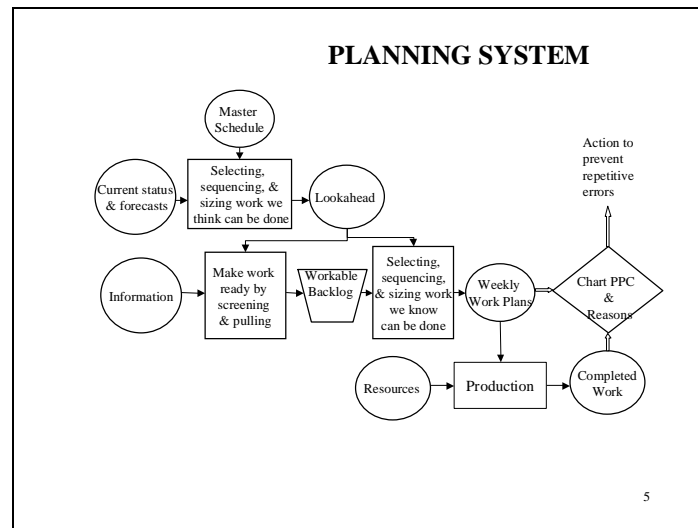 PLANNING SYSTEM
Master
Schedule
Action to
prevent
repetitive
errors
Current status
& forecasts
Selecting,
sequencing, &
sizing work we
think can be
done
Lookahead
Information
Make work
ready by
screening
& pulling
Workable
Backlog
Selecting,
sequencing,
& sizing work
we know
can be done
Weekly
Work Plans
Chart PPC
&
Reasons
Resources
Production
Completed
Work
5